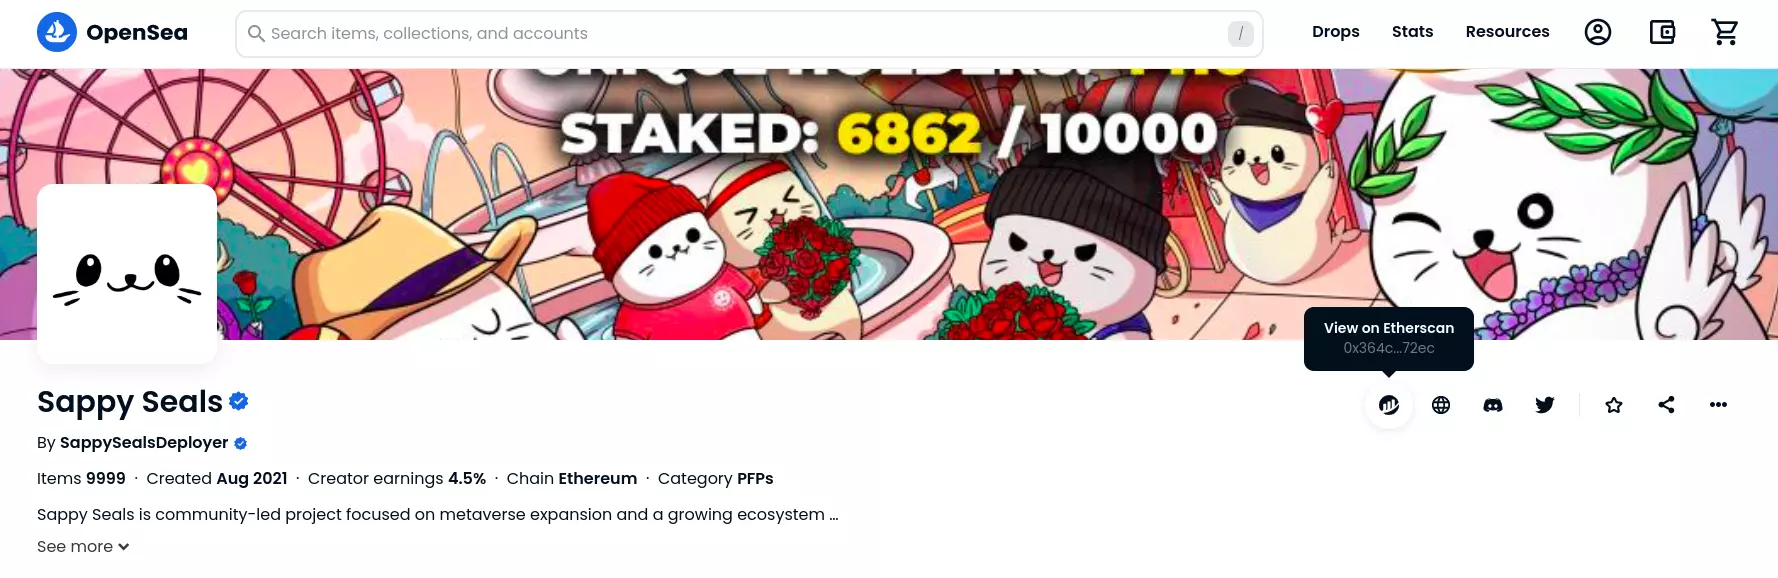 OpenSea
Search items, collections, and accounts
/
Drops
Stats
Resources
UNIQUE HOLDERS:
STAKED: 6862 / 10000
View on Etherscan
0x364c...72ec
Sappy Seals
By SappySealsDeployer
Items 9999 · Created Aug 2021 · Creator earnings 4.5% · Chain Ethereum · Category PFPs
Sappy Seals is community-led project focused on metaverse expansion and a growing ecosystem …
See more